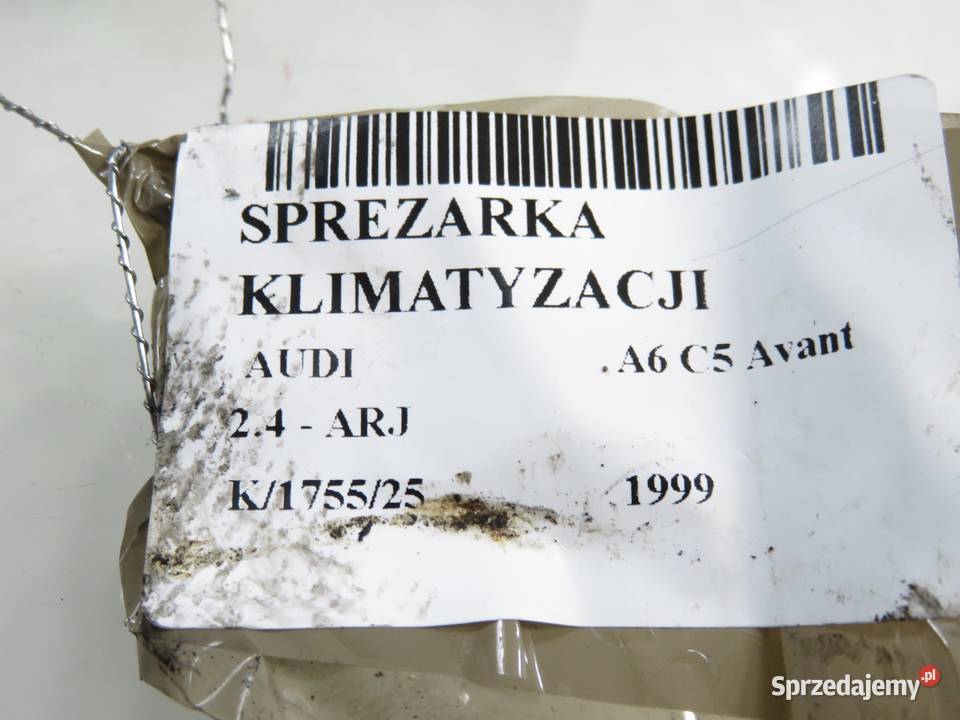 SPREZARKA
KLIMATYZACJI
AUDI A6 C5 Avant
2.4 - ARJ
K/1755/25 1999
Sprzedajemy.pl